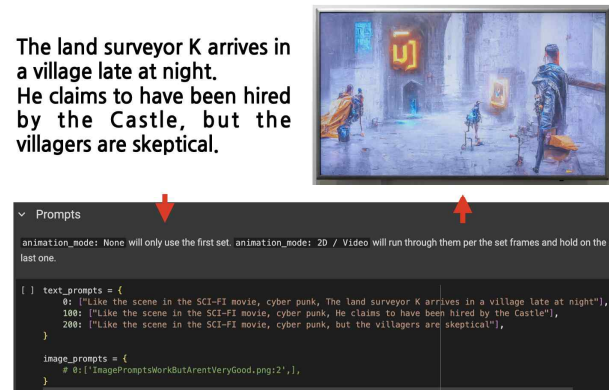 The land surveyor K arrives in
a village late at night.
He claims to have been hired
by the Castle, but the
villagers are skeptical.
Prompts
animation_mode: None will only use the first set. animation_mode: 2D / Video will run through them per the set frames and hold on the
last one.
[ ] text_prompts = {
0: ["Like the scene in the SCI-FI movie, cyber punk, The land surveyor K arrives in a village late at night"],
100: ["Like the scene in the SCI-FI movie, cyber punk, He claims to have been hired by the Castle"],
200: ["Like the scene in the SCI-FI movie, cyber punk, but the villagers are skeptical"],
}
image_prompts = {
# 0:['ImagePromptsWorkButArentVeryGood.png:2',],
}